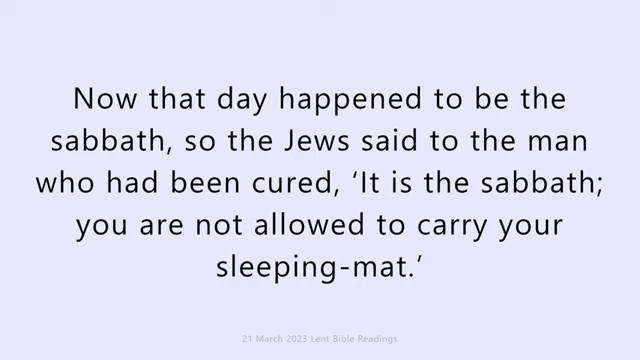 Now that day happened to be the
sabbath, so the Jews said to the man
who had been cured, ‘It is the sabbath;
you are not allowed to carry your
sleeping-mat.’
21 March 2023 Lent Bible Readings